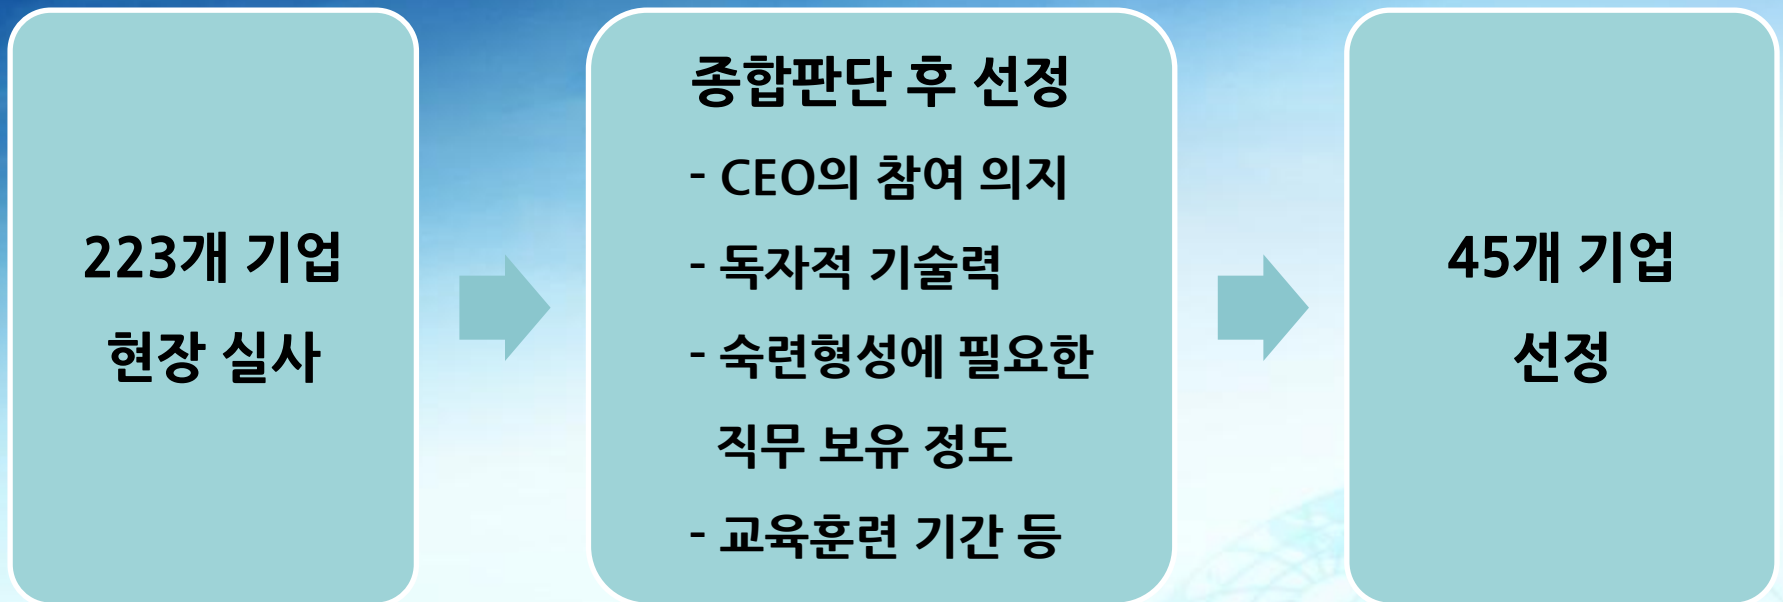 223개 기업
현장 실사
종합판단 후 선정
- CEO의 참여 의지
- 독자적 기술력
- 숙련형성에 필요한
직무 보유 정도
- 교육훈련 기간 등
45개 기업
선정